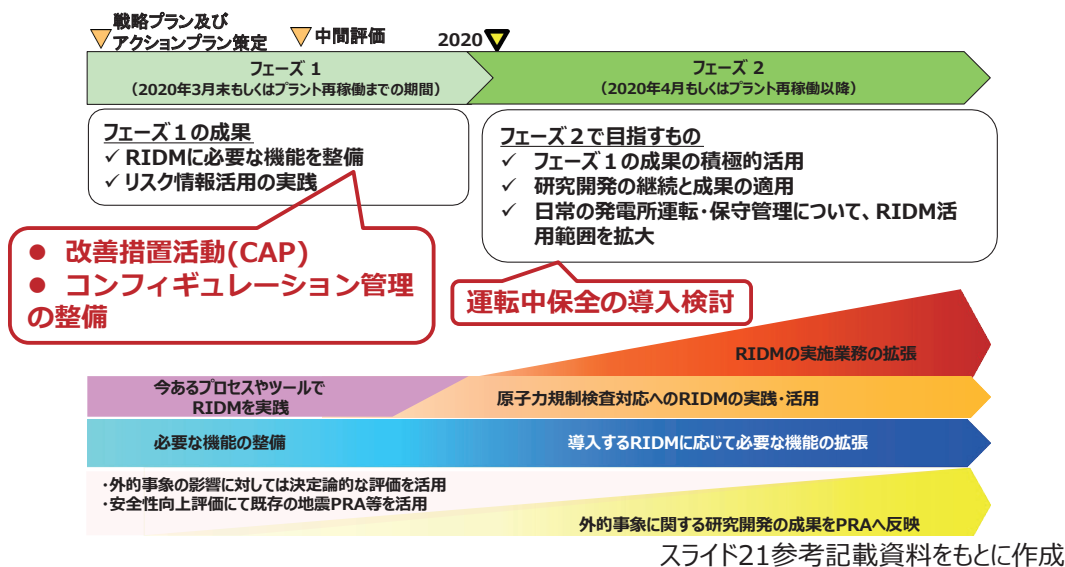 戦略プラン及び
アクションプラン策定
中間評価
2020
フェーズ 1
（2020年3月末もしくはプラント再稼働までの期間）
フェーズ 2
（2020年4月もしくはプラント再稼働以降）
フェーズ１の成果
✓ RIDMに必要な機能を整備
✓ リスク情報活用の実践
フェーズ２で目指すもの
✓ フェーズ１の成果の積極的活用
✓ 研究開発の継続と成果の適用
✓ 日常の発電所運転・保守管理について、RIDM活
用範囲を拡大
● 改善措置活動(CAP)
● コンフィギュレーション管理
の整備
運転中保全の導入検討
RIDMの実施業務の拡張
今あるプロセスやツールで
RIDMを実践
原子力規制検査対応へのRIDMの実践・活用
必要な機能の整備
導入するRIDMに応じて必要な機能の拡張
・外的事象の影響に対しては決定論的な評価を活用
・安全性向上評価にて既存の地震PRA等を活用
外的事象に関する研究開発の成果をPRAへ反映
スライド21参考記載資料をもとに作成